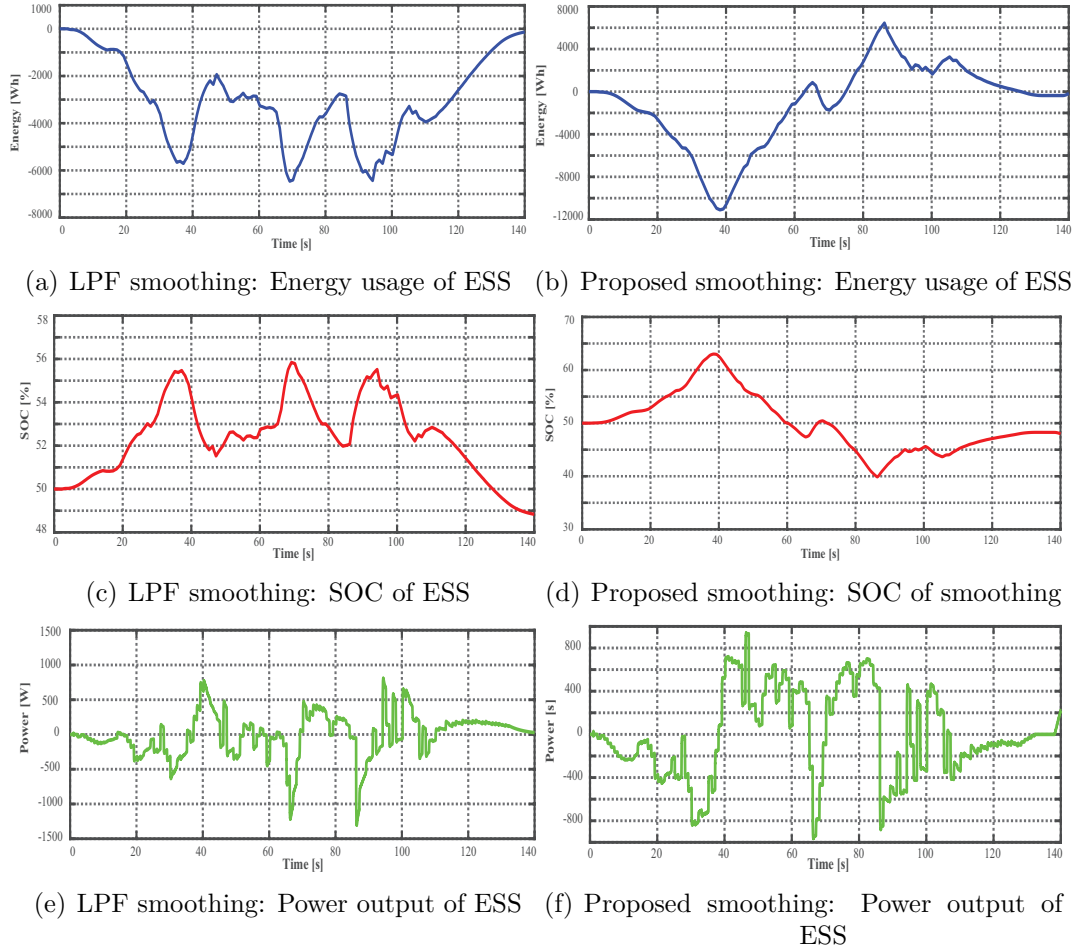 1000
0
-2000
-4000
-6000
-8000
Energy [Wh]
0 20 40 60 80 100 120 140
Time [s]
(a) LPF smoothing: Energy usage of ESS
8000
4000
0
-4000
-8000
-12000
Energy [Wh]
0 20 40 60 80 100 120 140
Time [s]
(b) Proposed smoothing: Energy usage of ESS
58
56
54
52
50
48
SOC [%]
0 20 40 60 80 100 120 140
Time [s]
(c) LPF smoothing: SOC of ESS
70
60
50
40
30
SOC [%]
0 20 40 60 80 100 120 140
Time [s]
(d) Proposed smoothing: SOC of smoothing
1500
1000
500
0
-500
-1000
-1500
Power [W]
0 20 40 60 80 100 120 140
Time [s]
(e) LPF smoothing: Power output of ESS
800
400
0
-400
-800
Power [s]
0 20 40 60 80 100 120 140
Time [s]
(f) Proposed smoothing: Power output of
ESS